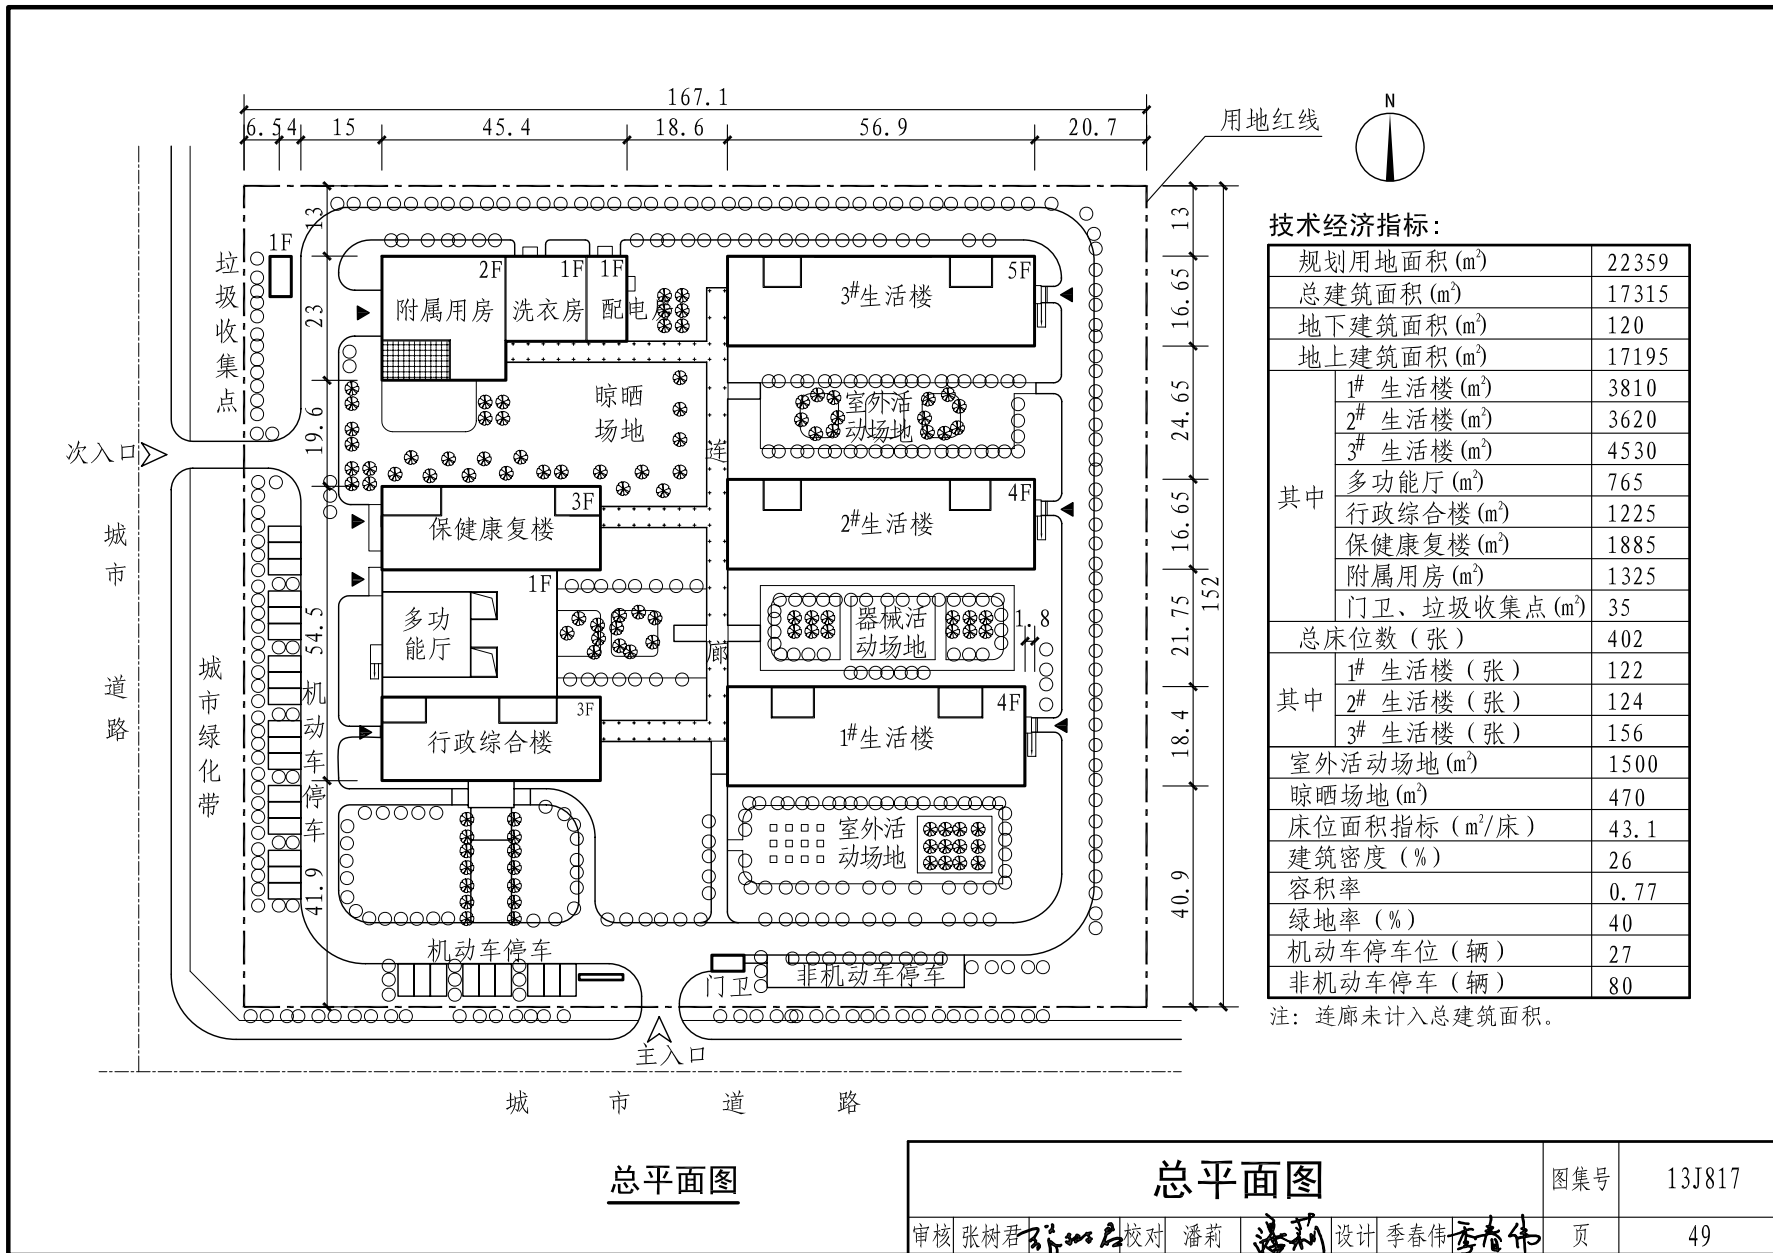 167.1
6.5 4 15 45.4 18.6 56.9 20.7
用地红线
N
13
23
19.6
54.5
41.9
13
16.65
24.65
16.65
21.75
18.4
40.9
152
1.8
垃圾收集点
1F
2F
附属用房
1F
洗衣房
1F
配电房
5F
3#生活楼
晾晒
场地
室外活
动场地
连廊
次入口
3F
保健康复楼
4F
2#生活楼
1F
多功
能厅
器械活
动场地
3F
行政综合楼
4F
1#生活楼
室外活
动场地
城市道路
城市绿化带
机动车停车
机动车停车
门卫
非机动车停车
主入口
城市道路
技术经济指标：
规划用地面积(m²) 22359
总建筑面积(m²) 17315
地下建筑面积(m²) 120
地上建筑面积(m²) 17195
其中
1# 生活楼(m²) 3810
2# 生活楼(m²) 3620
3# 生活楼(m²) 4530
多功能厅(m²) 765
行政综合楼(m²) 1225
保健康复楼(m²) 1885
附属用房(m²) 1325
门卫、垃圾收集点(m²) 35
总床位数（张） 402
其中
1# 生活楼（张） 122
2# 生活楼（张） 124
3# 生活楼（张） 156
室外活动场地(m²) 1500
晾晒场地(m²) 470
床位面积指标（m²/床） 43.1
建筑密度（%） 26
容积率 0.77
绿地率（%） 40
机动车停车位（辆） 27
非机动车停车（辆） 80
注：连廊未计入总建筑面积。
总平面图
总平面图 图集号 13J817
审核 张树君 张树君 校对 潘莉 潘莉 设计 季春伟 季春伟 页 49